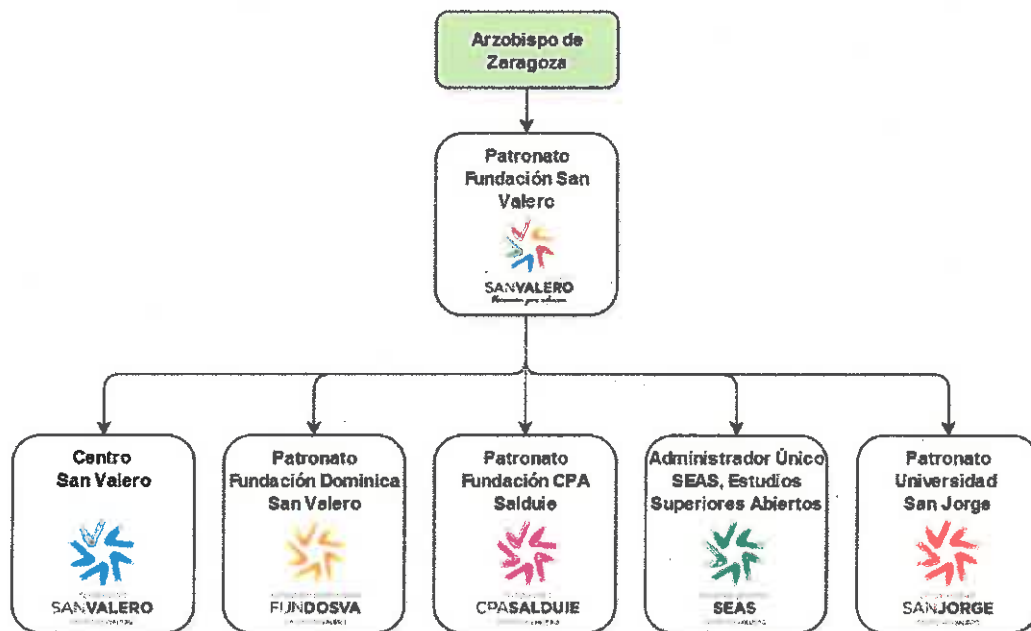 Arzobispo de
Zaragoza
Patronato
Fundación San
Valero
SANVALERO
Centro
San Valero
SANVALERO
Patronato
Fundación Dominica
San Valero
FUNDOSVA
Patronato
Fundación CPA
Salduie
CPASALDUIE
Administrador Único
SEAS, Estudios
Superiores Abiertos
SEAS
Patronato
Universidad
San Jorge
SANJORGE